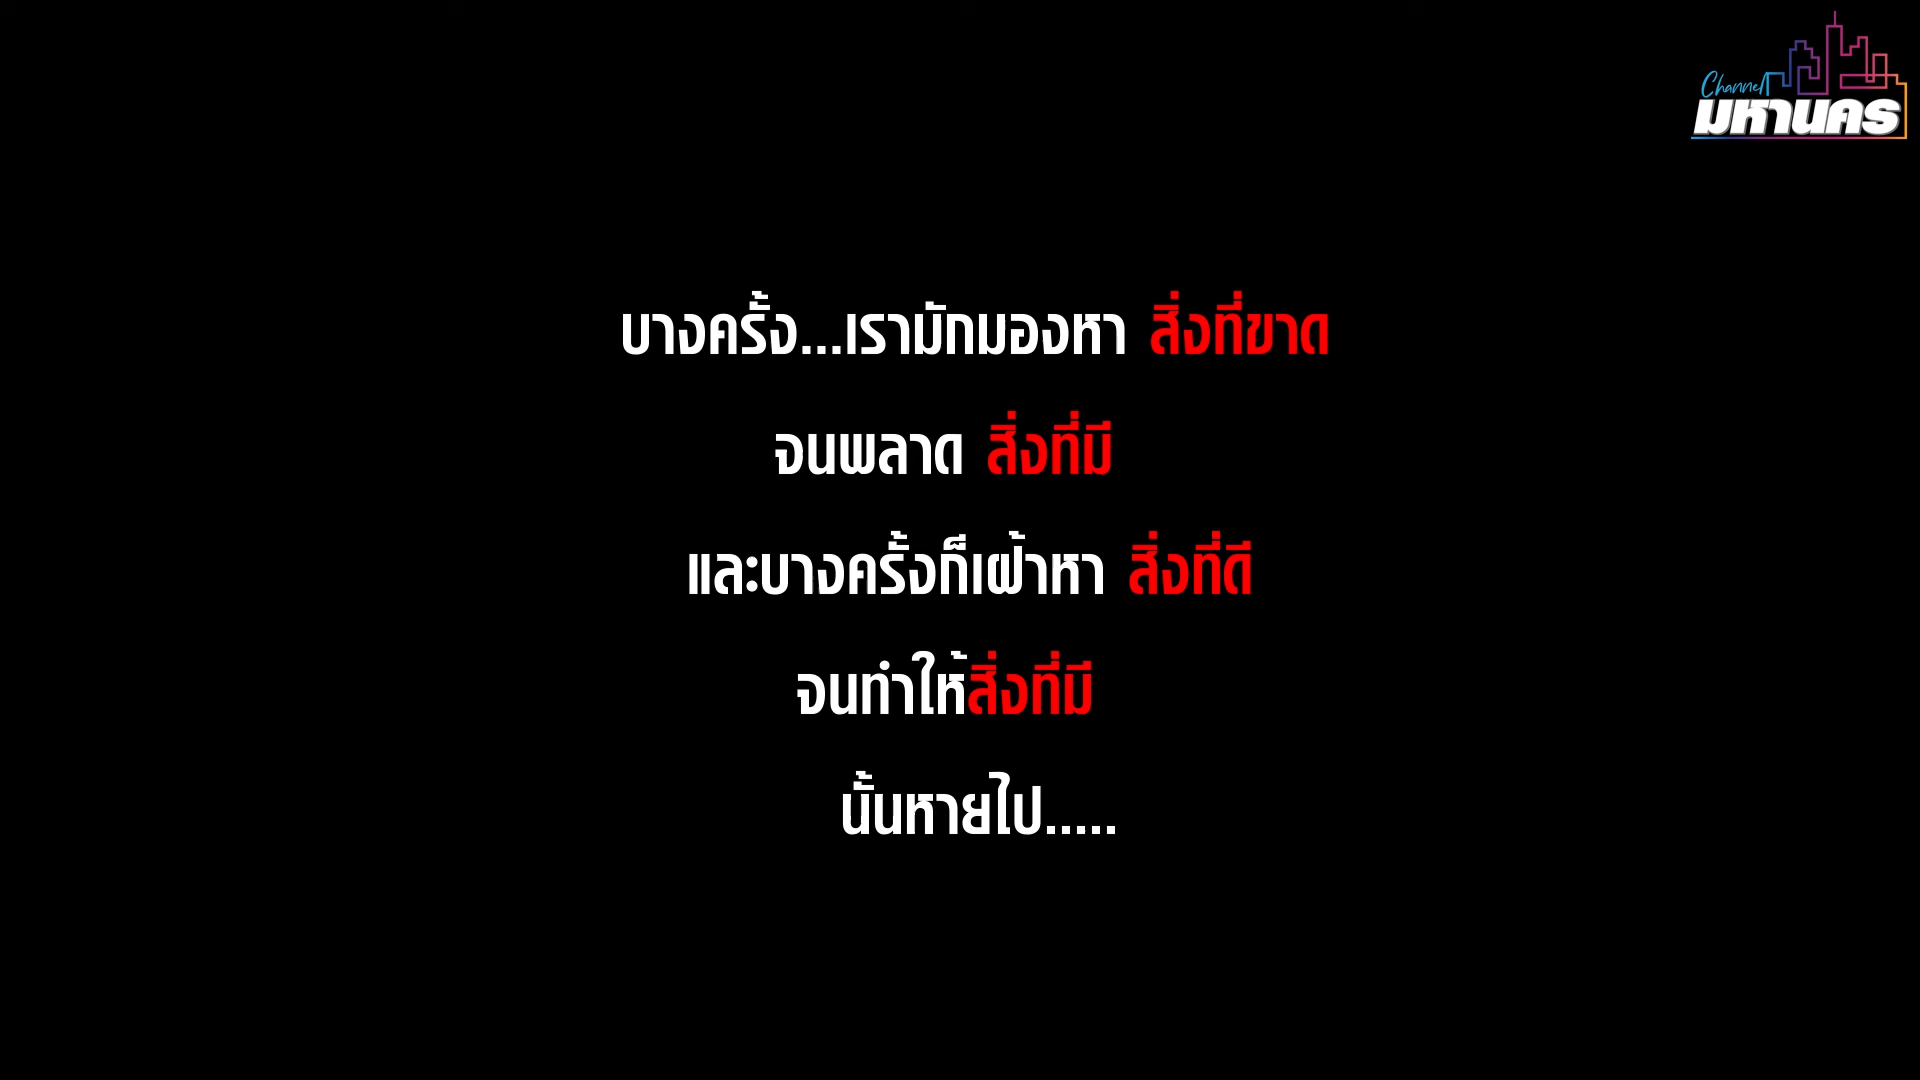 Channel
มหานคร
บางครั้ง...เรามักมองหา สิ่งที่ขาด
จนพลาด สิ่งที่มี
และบางครั้งก็เฝ้าหา สิ่งที่ดี
จนทำให้สิ่งที่มี
นั้นหายไป.....